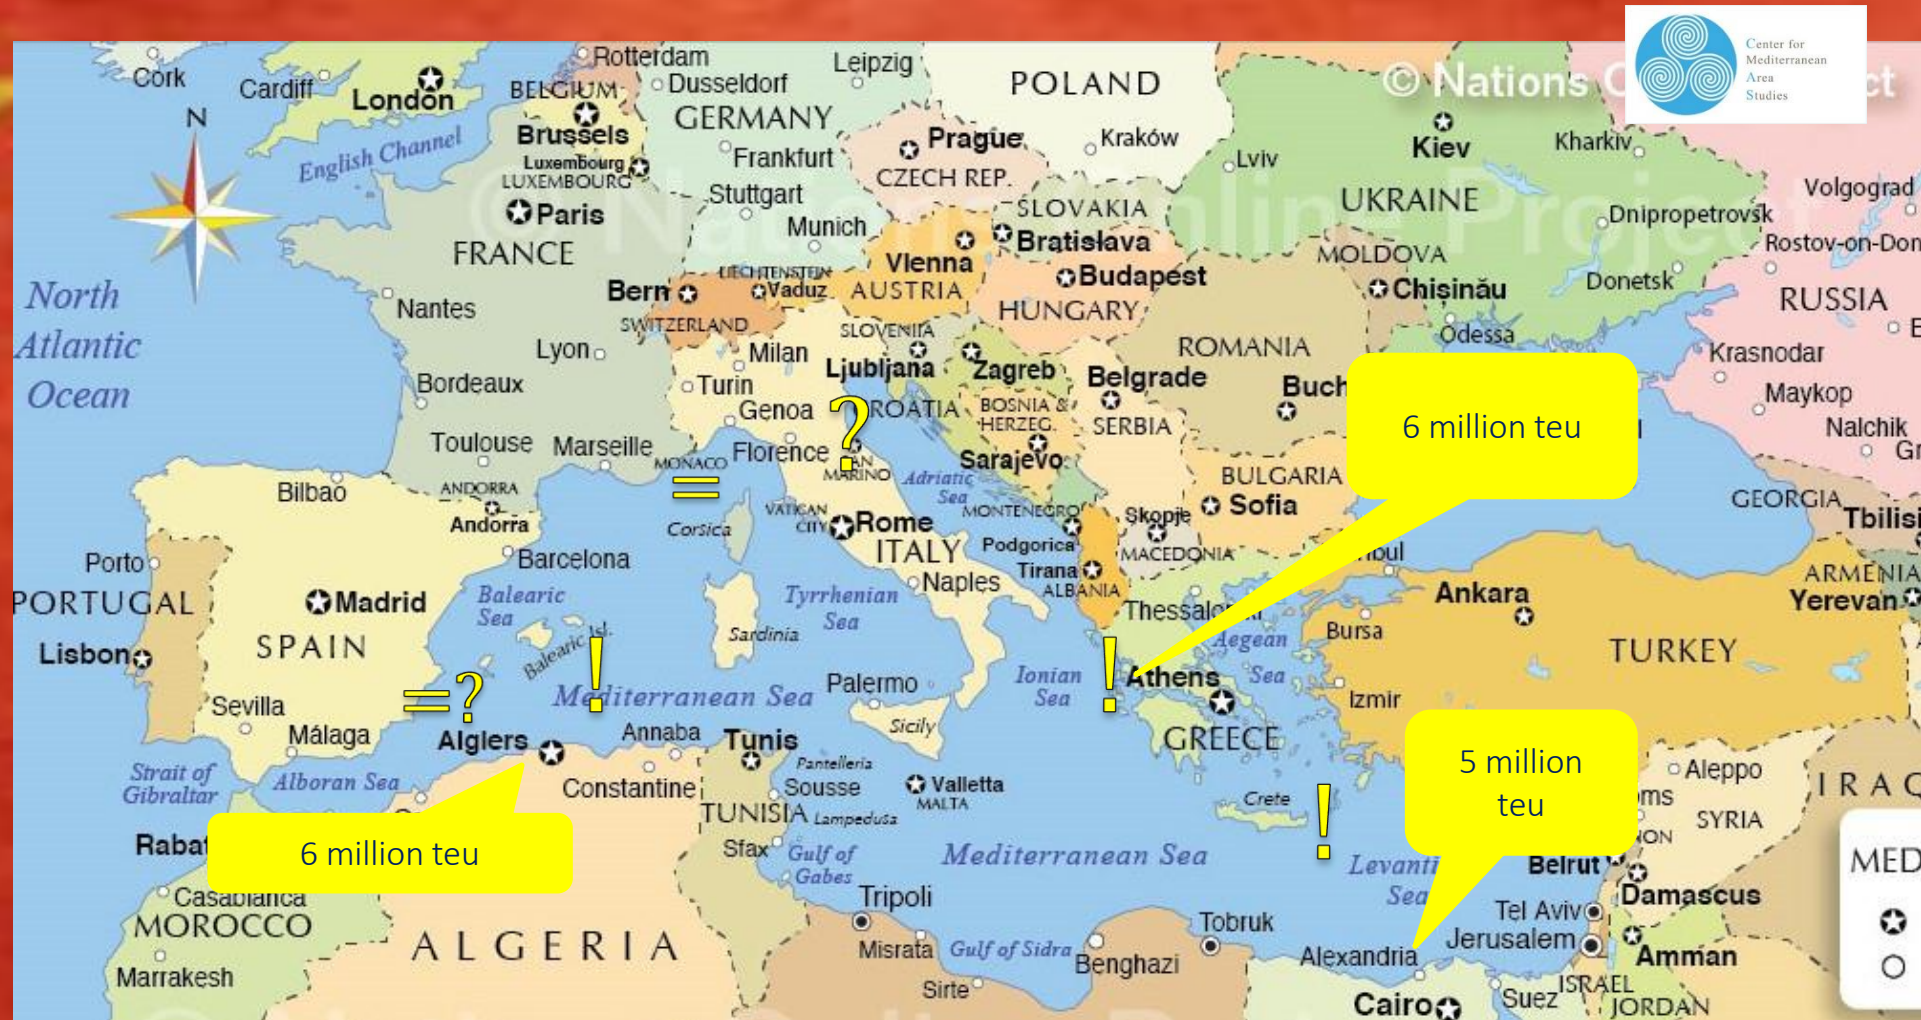 Center for
Mediterranean
Area
Studies
© Nations
Cork
Cardiff
London
English Channel
N
Rotterdam
Dusseldorf
BELGIUM
Brussels
Luxembourg
LUXEMBOURG
GERMANY
Leipzig
Frankfurt
Stuttgart
Munich
POLAND
Prague
Kraków
CZECH REP.
SLOVAKIA
Bratislava
Lviv
Kiev
Kharkiv
UKRAINE
Dnipropetrovsk
Volgograd
Rostov-on-Don
Donetsk
MOLDOVA
Chișinău
Odessa
RUSSIA
Krasnodar
Maykop
Nalchik
Paris
FRANCE
Nantes
North
Atlantic
Ocean
Bern
LIECHTENSTEIN
Vaduz
SWITZERLAND
Vienna
AUSTRIA
Budapest
HUNGARY
SLOVENIA
Ljubljana
Zagreb
Milan
Turin
Genoa
Lyon
Bordeaux
Toulouse
Marseille
MONACO
Florence
?
CROATIA
BOSNIA &
HERZEG.
Sarajevo
Belgrade
SERBIA
ROMANIA
Buch
6 million teu
BULGARIA
Sofia
GEORGIA
Tbilisi
ARMENIA
Yerevan
Bilbao
ANDORRA
Andorra
=
Corsica
SAN
MARINO
Adriatic
Sea
VATICAN
CITY
Rome
ITALY
MONTENEGRO
Podgorica
Skopje
MACEDONIA
Tirana
ALBANIA
Porto
PORTUGAL
Lisbon
Madrid
SPAIN
Barcelona
Balearic
Sea
Balearic Isl.
Tyrrhenian
Sea
Sardinia
Naples
Thessaloniki
Aegean
Sea
Ankara
Bursa
TURKEY
Izmir
Sevilla
Málaga
=?
!
Mediterranean Sea
Palermo
Sicily
Ionian
Sea
!
Athens
GREECE
Strait of
Gibraltar
Alboran Sea
Algiers
Annaba
Constantine
Tunis
Pantelleria
Sousse
TUNISIA
Lampedusa
Sfax
Gulf of
Gabes
Valletta
MALTA
Crete
!
5 million
teu
Aleppo
SYRIA
IRAQ
Rabat
6 million teu
Casablanca
MOROCCO
Marrakesh
ALGERIA
Tripoli
Misrata
Sirte
Gulf of Sidra
Benghazi
Tobruk
Mediterranean Sea
Levanti
Sea
Beirut
Damascus
Tel Aviv
Jerusalem
Amman
Alexandria
Cairo
Suez
ISRAEL
JORDAN
MED